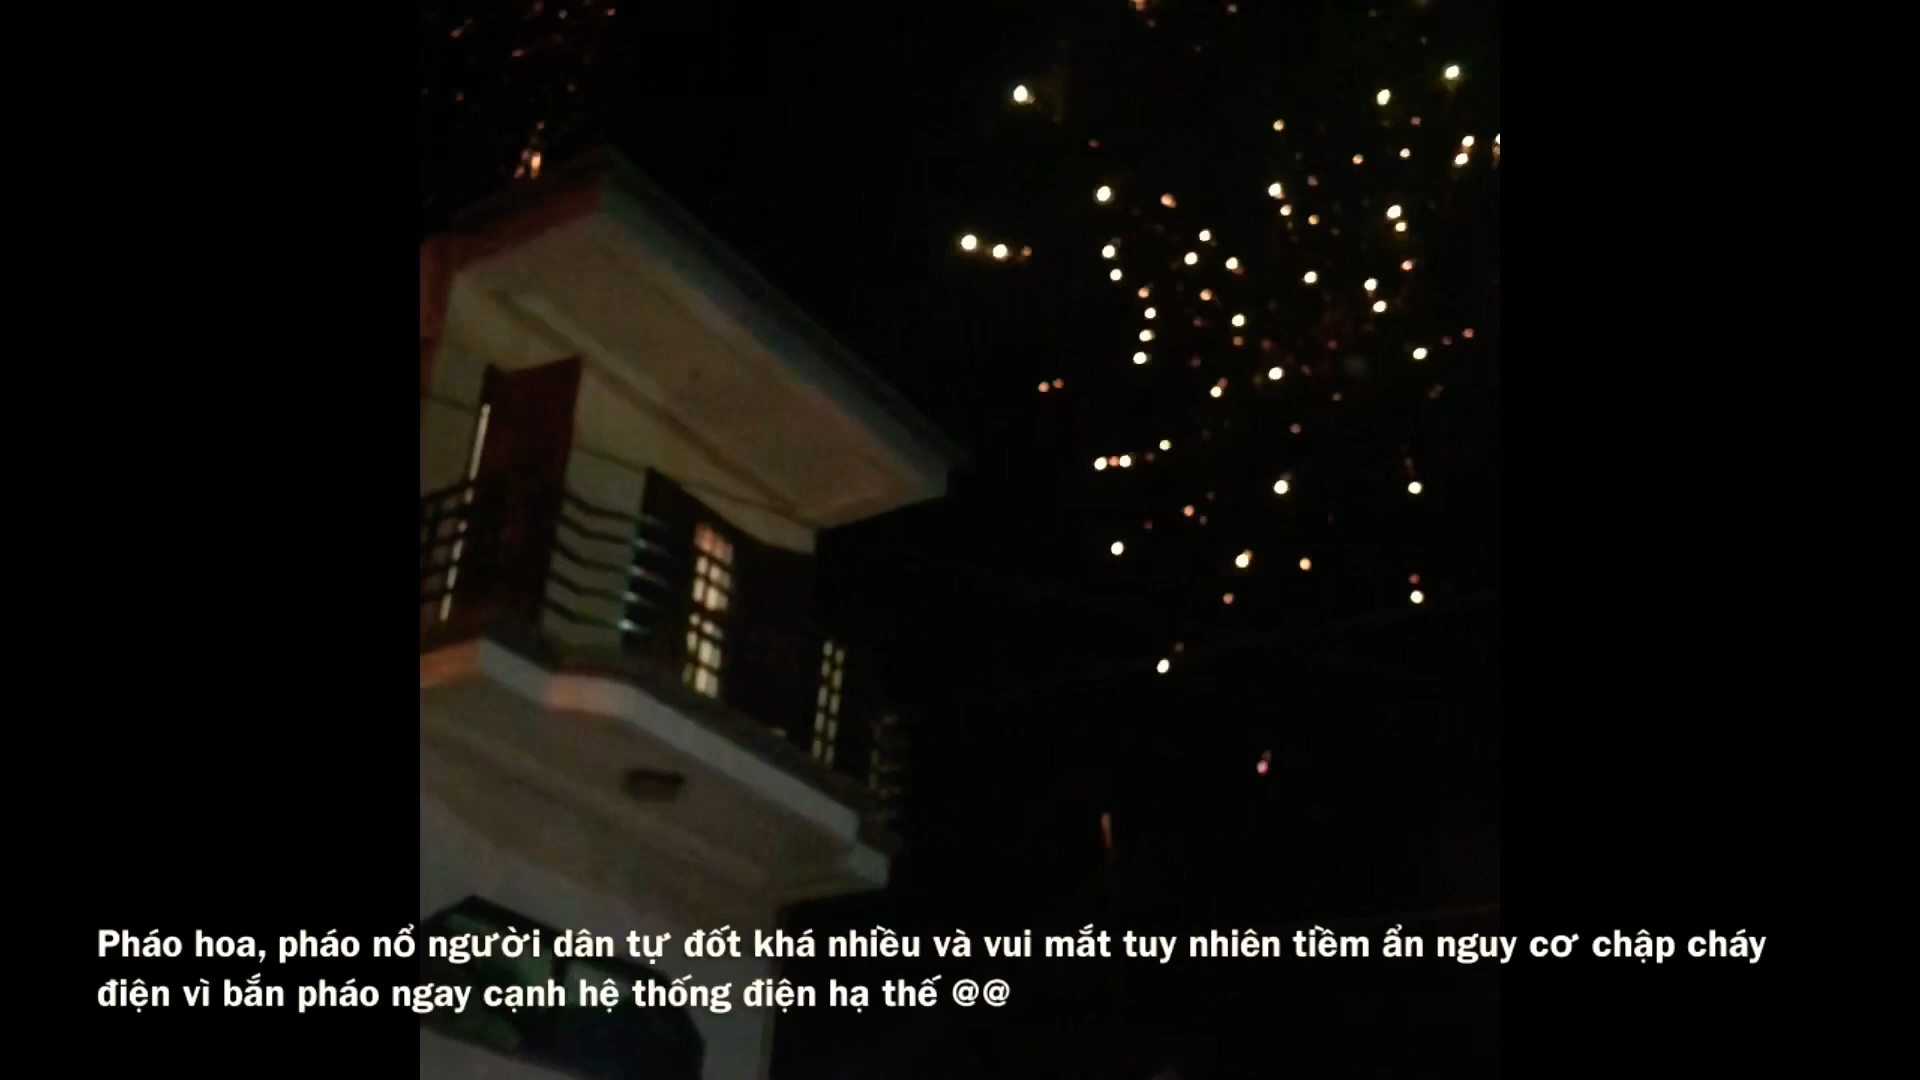 Pháo hoa, pháo nổ người dân tự đốt khá nhiều và vui mắt tuy nhiên tiềm ẩn nguy cơ chập cháy
điện vì bắn pháo ngay cạnh hệ thống điện hạ thế @@